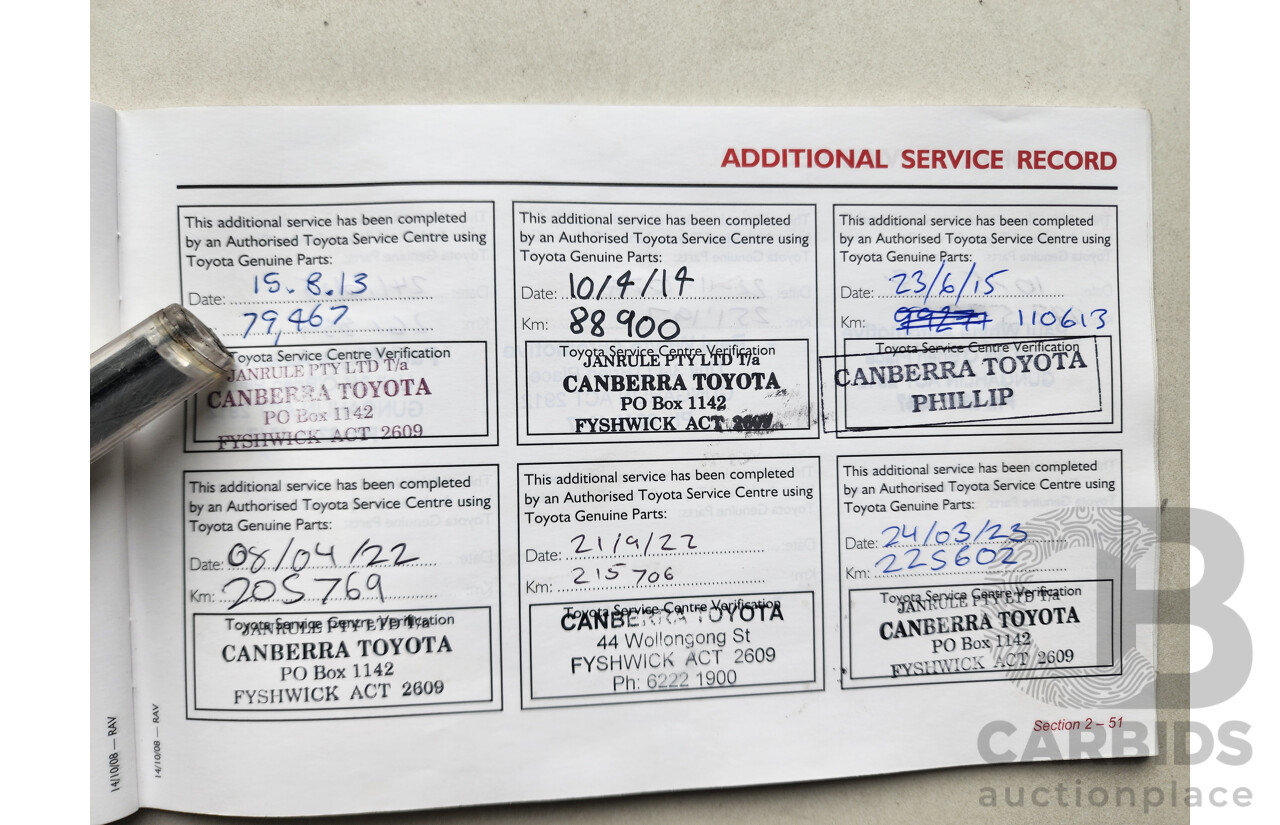 ADDITIONAL SERVICE RECORD
This additional service has been completed
by an Authorised Toyota Service Centre using
Toyota Genuine Parts:
Date: 15.8.13
79,467
Toyota Service Centre Verification
JANRULE PTY LTD T/a
CANBERRA TOYOTA
PO Box 1142
FYSHWICK ACT 2609
This additional service has been completed
by an Authorised Toyota Service Centre using
Toyota Genuine Parts:
Date: 10/4/14
Km: 88900
Toyota Service Centre Verification
JANRULE PTY LTD T/a
CANBERRA TOYOTA
PO Box 1142
FYSHWICK ACT 2609
This additional service has been completed
by an Authorised Toyota Service Centre using
Toyota Genuine Parts:
Date: 23/6/15
Km: 110613
Toyota Service Centre Verification
CANBERRA TOYOTA
PHILLIP
This additional service has been completed
by an Authorised Toyota Service Centre using
Toyota Genuine Parts:
Date: 08/04/22
Km: 205769
Toyota Service Centre Verification
JANRULE PTY LTD T/a
CANBERRA TOYOTA
PO Box 1142
FYSHWICK ACT 2609
This additional service has been completed
by an Authorised Toyota Service Centre using
Toyota Genuine Parts:
Date: 21/9/22
Km: 215706
Toyota Service Centre Verification
CANBERRA TOYOTA
44 Wollongong St
FYSHWICK ACT 2609
Ph: 6222 1900
This additional service has been completed
by an Authorised Toyota Service Centre using
Toyota Genuine Parts:
Date: 24/03/23
Km: 225602
Toyota Service Centre Verification
JANRULE PTY LTD T/a
CANBERRA TOYOTA
PO Box 1142
FYSHWICK ACT 2609
Section 2 – 51
14/10/08 — RAV
14/10/08 — RAV
B
CARBIDS
auctionplace